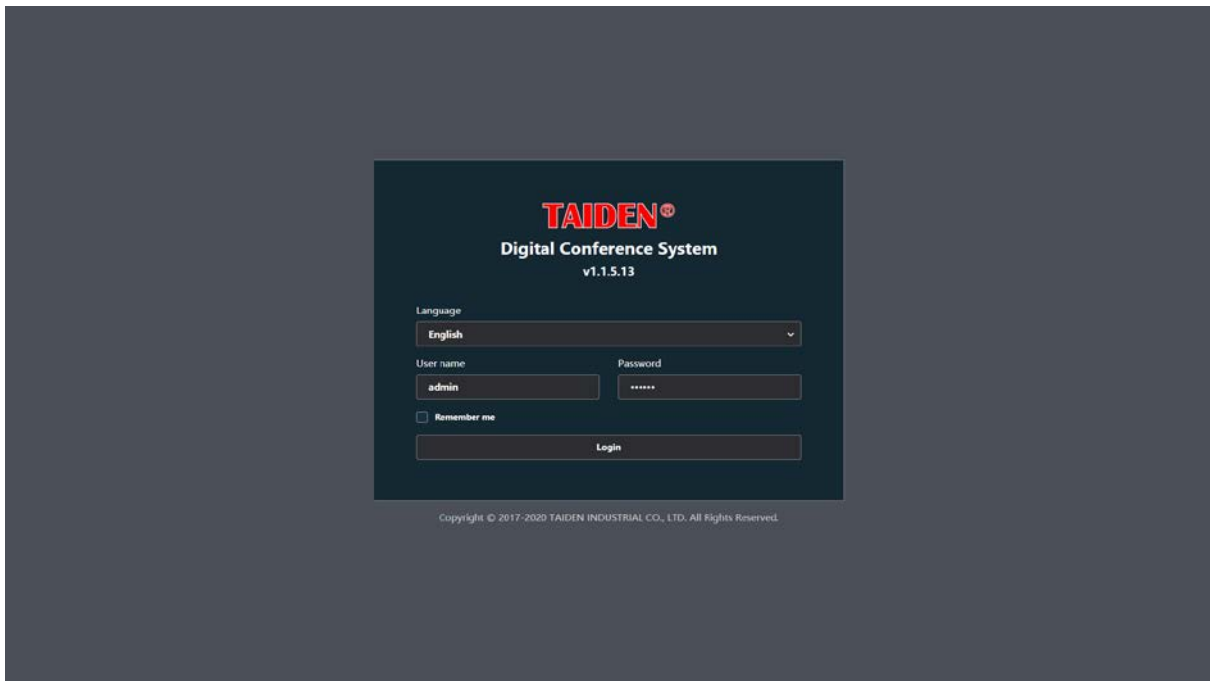 TAIDEN®
Digital Conference System
v1.1.5.13
Language
English
User name Password
admin ••••••
Remember me
Login
Copyright © 2017-2020 TAIDEN INDUSTRIAL CO., LTD. All Rights Reserved.